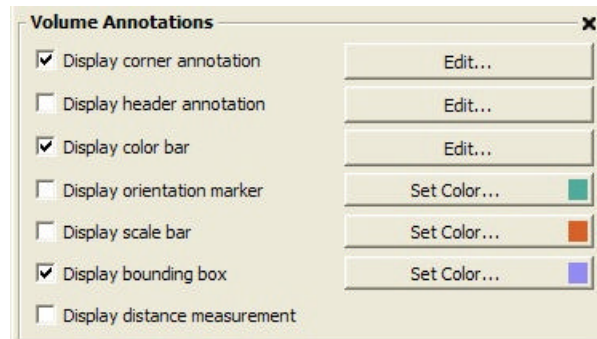 Volume Annotations
Display corner annotation Edit...
Display header annotation Edit...
Display color bar Edit...
Display orientation marker Set Color...
Display scale bar Set Color...
Display bounding box Set Color...
Display distance measurement